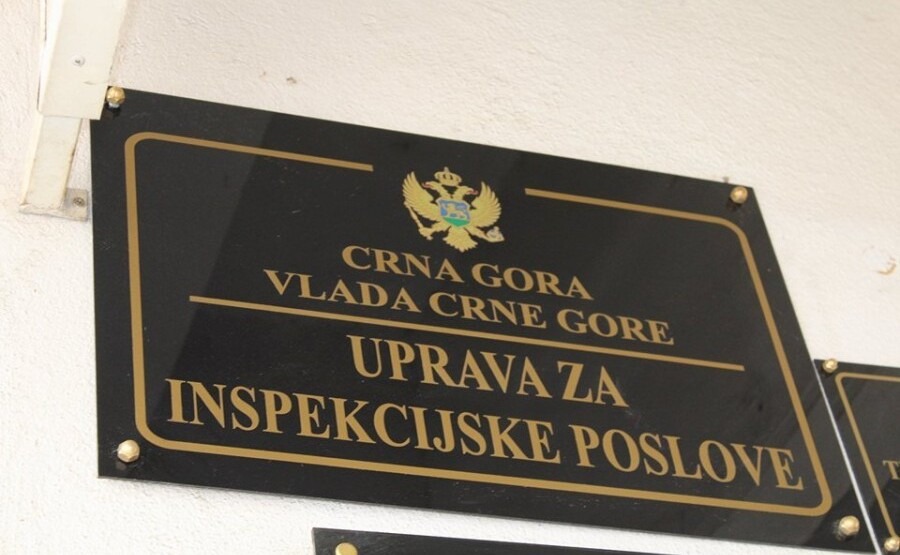 CRNA GORA
VLADA CRNE GORE
UPRAVA ZA
INSPEKCIJSKE POSLOVE